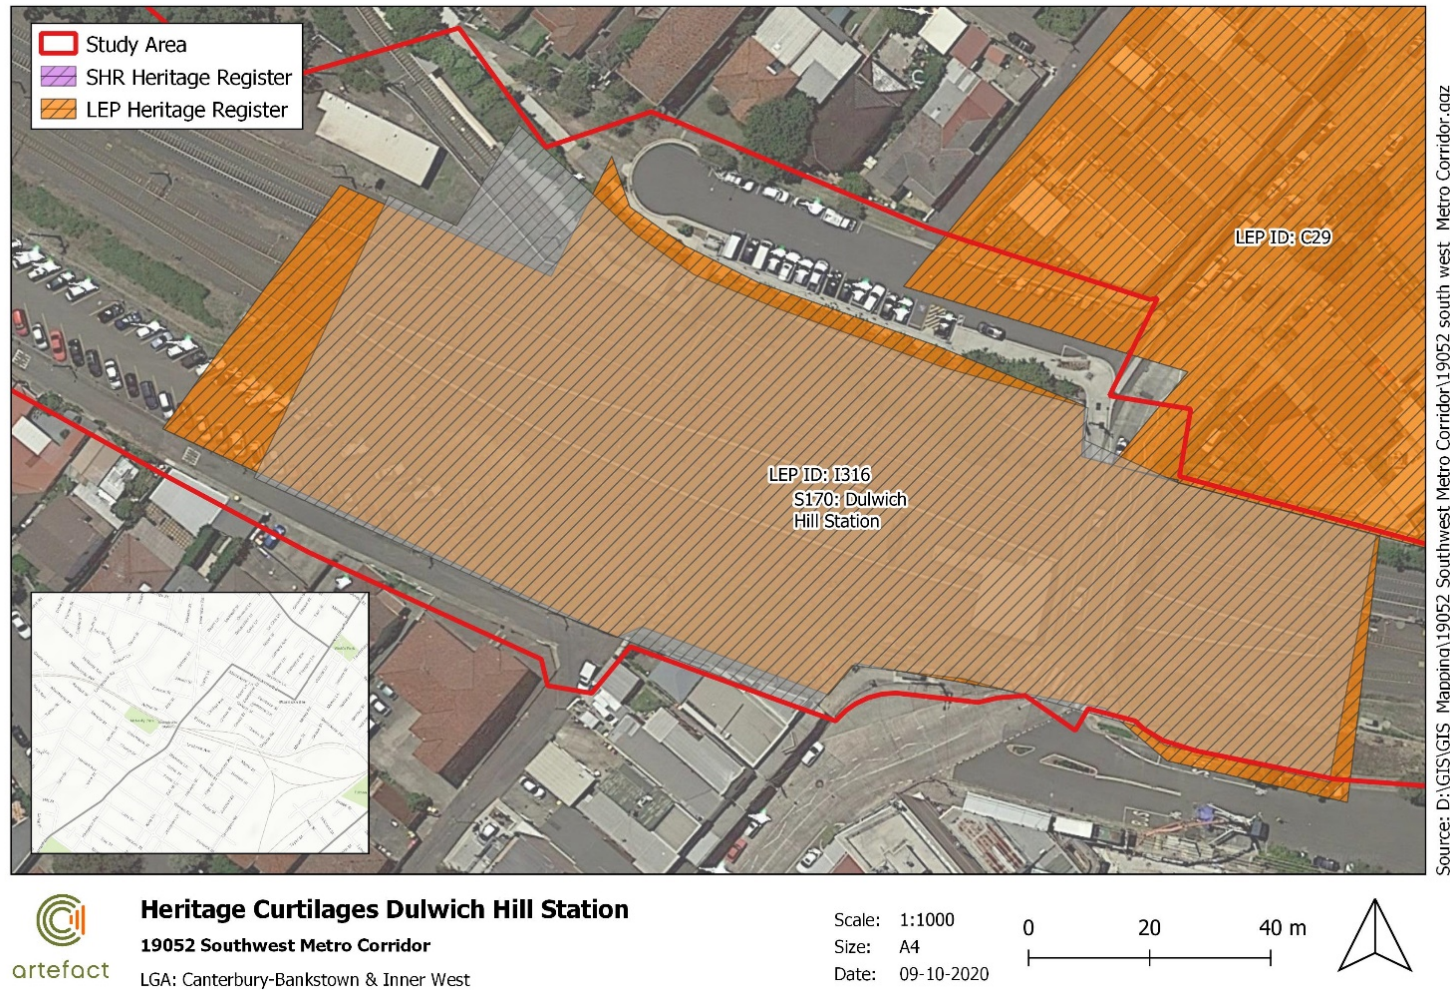 Study Area
SHR Heritage Register
LEP Heritage Register
LEP ID: C29
LEP ID: I316
S170: Dulwich
Hill Station
Source: D:\GIS\GIS_Mapping\19052 Southwest Metro Corridor\19052 south west Metro Corridor.qgz
artefact
Heritage Curtilages Dulwich Hill Station
19052 Southwest Metro Corridor
LGA: Canterbury-Bankstown & Inner West
Scale: 1:1000
Size: A4
Date: 09-10-2020
0 20 40 m